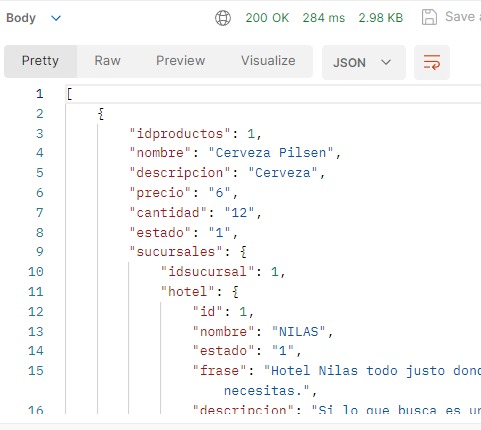 Body 200 OK 284 ms 2.98 KB Save
Pretty Raw Preview Visualize JSON
1 [
2 {
3 "idproductos": 1,
4 "nombre": "Cerveza Pilsen",
5 "descripcion": "Cerveza",
6 "precio": "6",
7 "cantidad": "12",
8 "estado": "1",
9 "sucursales": {
10 "idsucursal": 1,
11 "hotel": {
12 "id": 1,
13 "nombre": "NILAS",
14 "estado": "1",
15 "frase": "Hotel Nilas todo justo dond
necesitas.",
16 "descripcion": "Si lo que busca es un